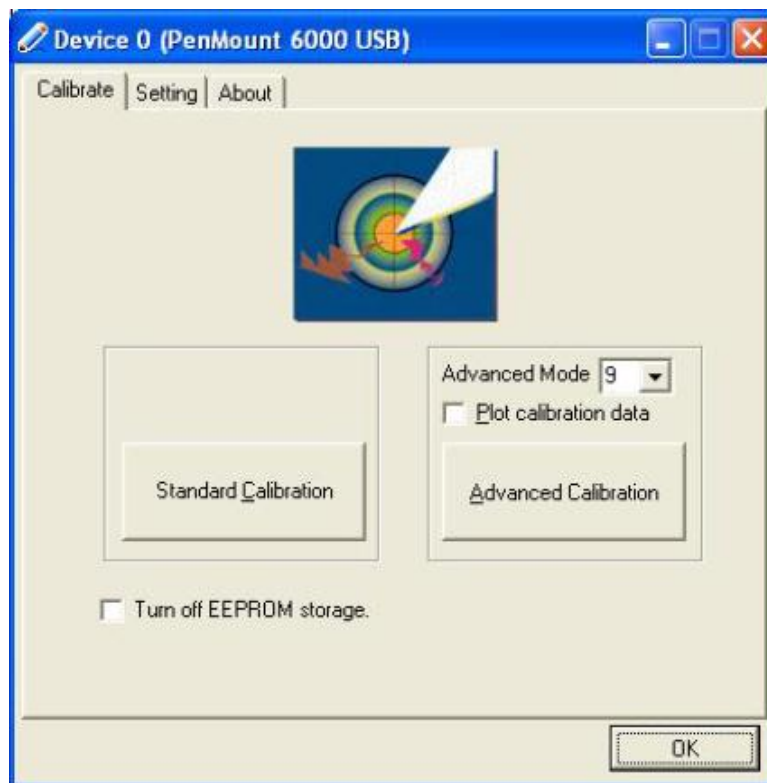 Device 0 (PenMount 6000 USB)
Calibrate Setting About
Advanced Mode 9
Plot calibration data
Standard Calibration
Advanced Calibration
Turn off EEPROM storage.
OK